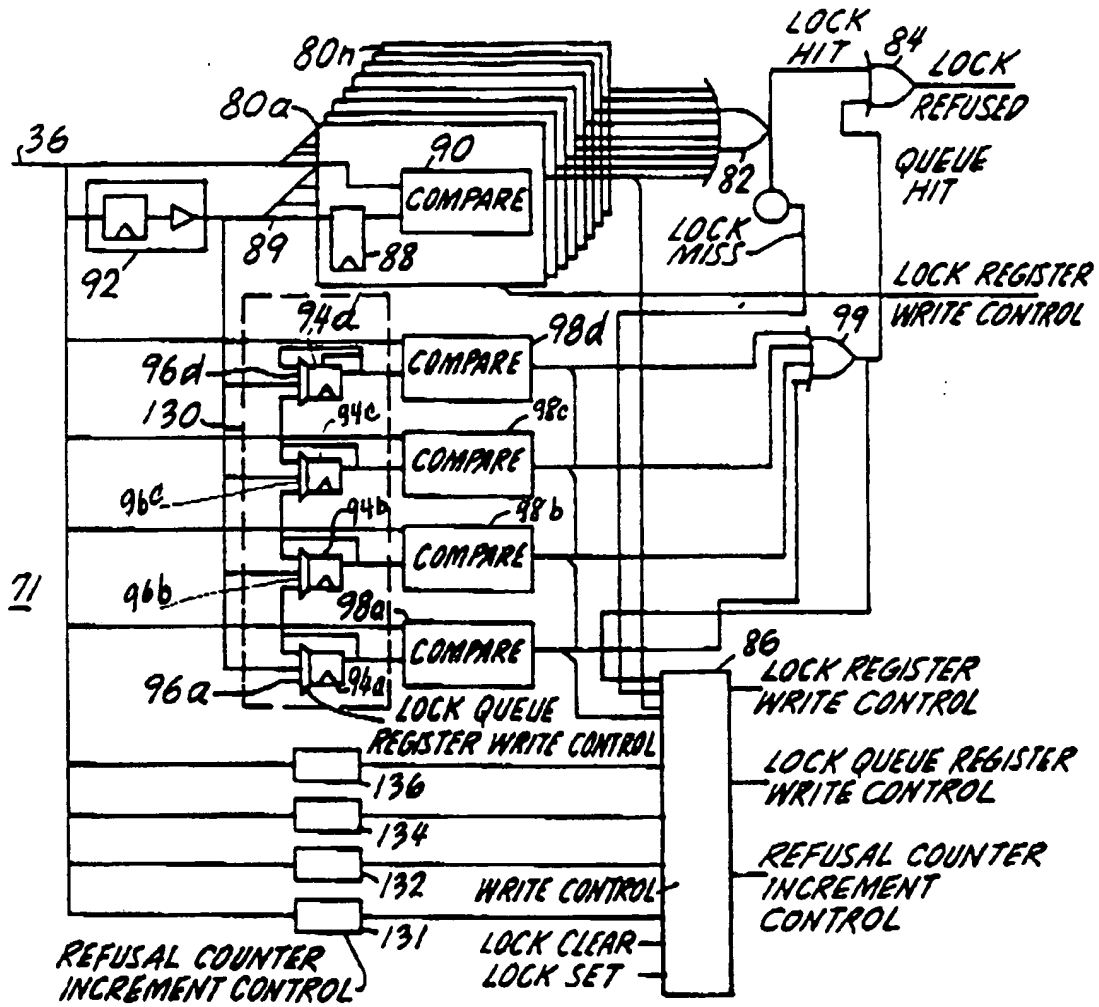 80n
LOCK
HIT
84
LOCK
REFUSED
80a
36
90
COMPARE
82
QUEUE
HIT
92
89
88
LOCK
MISS
LOCK REGISTER
WRITE CONTROL
94d
98d
99
96d
COMPARE
130
94c
98c
COMPARE
96c
94b
98b
COMPARE
96b
71
98a
COMPARE
86
96a
94a
LOCK QUEUE
REGISTER WRITE CONTROL
LOCK REGISTER
WRITE CONTROL
136
LOCK QUEUE REGISTER
WRITE CONTROL
134
132
WRITE CONTROL
REFUSAL COUNTER
INCREMENT
CONTROL
131
LOCK CLEAR
LOCK SET
REFUSAL COUNTER
INCREMENT CONTROL